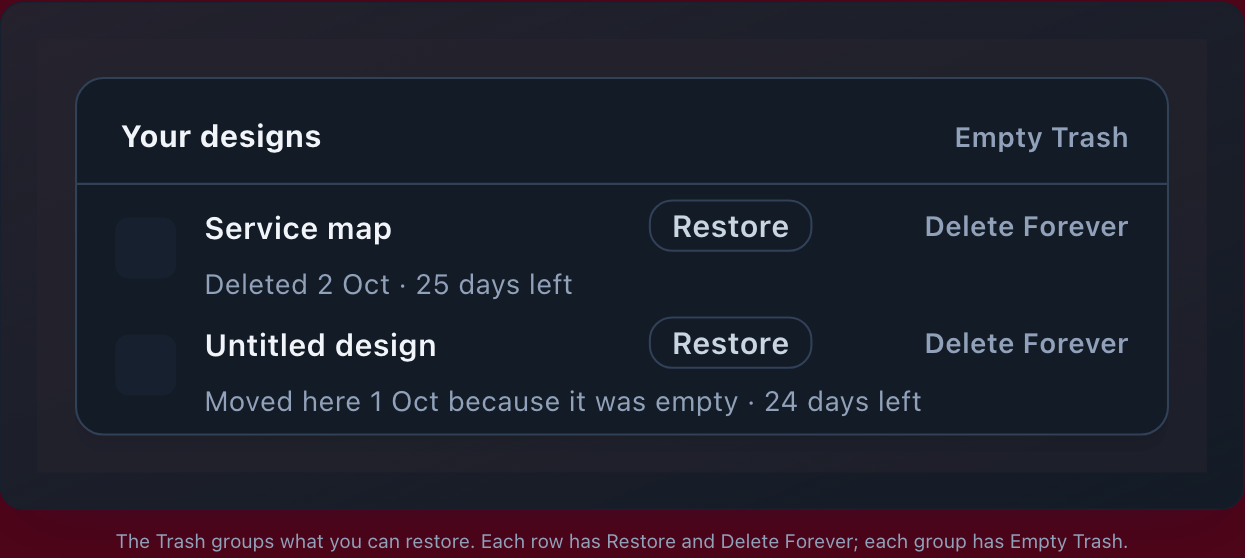 Your designs
Empty Trash
Service map
Restore
Delete Forever
Deleted 2 Oct · 25 days left
Untitled design
Restore
Delete Forever
Moved here 1 Oct because it was empty · 24 days left
The Trash groups what you can restore. Each row has Restore and Delete Forever; each group has Empty Trash.